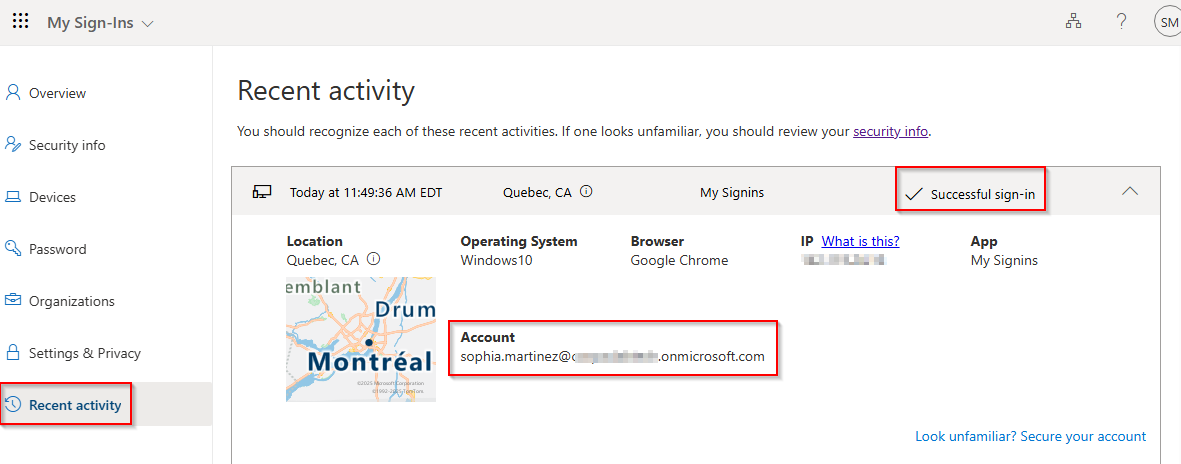 My Sign-Ins
SM
Overview
Security info
Devices
Password
Organizations
Settings & Privacy
Recent activity
Recent activity
You should recognize each of these recent activities. If one looks unfamiliar, you should review your security info.
Today at 11:49:36 AM EDT Quebec, CA My Signins Successful sign-in
Location Operating System Browser IP What is this? App
Quebec, CA Windows10 Google Chrome My Signins
emblant
Drum
Montréal
©2025 Microsoft Corporation
©1992-2025 TomTom
Account
sophia.martinez@ .onmicrosoft.com
Look unfamiliar? Secure your account